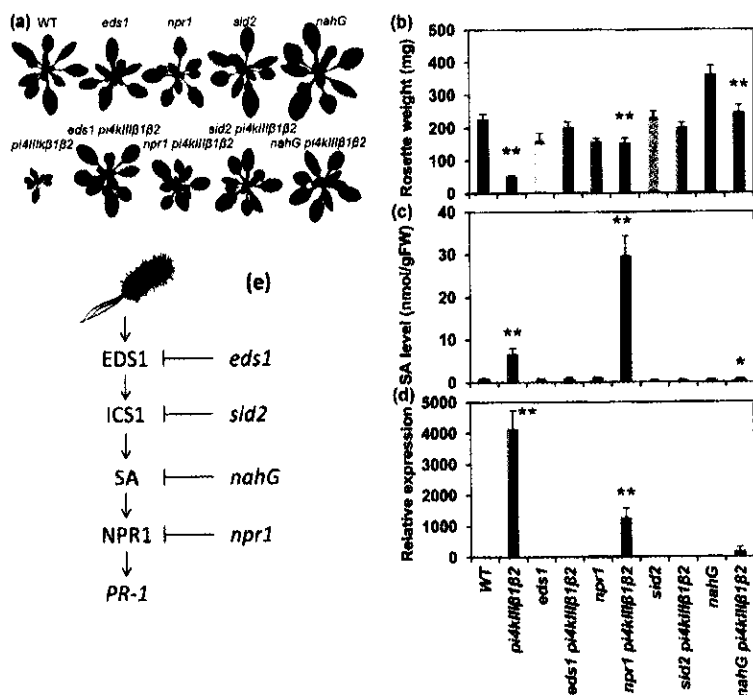 (a) WT eds1 npr1 sid2 nahG
pi4kIIIβ1β2 eds1 pi4kIIIβ1β2 npr1 pi4kIIIβ1β2 sid2 pi4kIIIβ1β2 nahG pi4kIIIβ1β2
(e)
EDS1 eds1
ICS1 sid2
SA nahG
NPR1 npr1
PR-1
(b)
Rosette weight (mg)
500
400
300
200
100
0
** ** **
(c)
SA level (nmol/gFW)
40
30
20
10
0
** ** *
(d)
Relative expression
5000
4000
3000
2000
1000
0
** **
WT
pi4kIIIβ1β2
eds1
eds1 pi4kIIIβ1β2
npr1
npr1 pi4kIIIβ1β2
sid2
sid2 pi4kIIIβ1β2
nahG
nahG pi4kIIIβ1β2